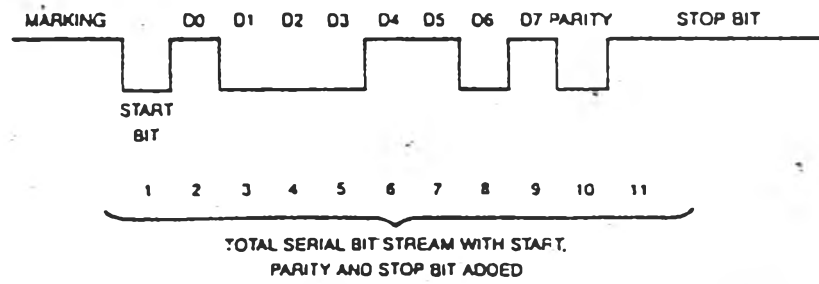 MARKING D0 D1 D2 D3 D4 D5 D6 D7 PARITY STOP BIT
START
BIT
1 2 3 4 5 6 7 8 9 10 11
TOTAL SERIAL BIT STREAM WITH START,
PARITY AND STOP BIT ADDED